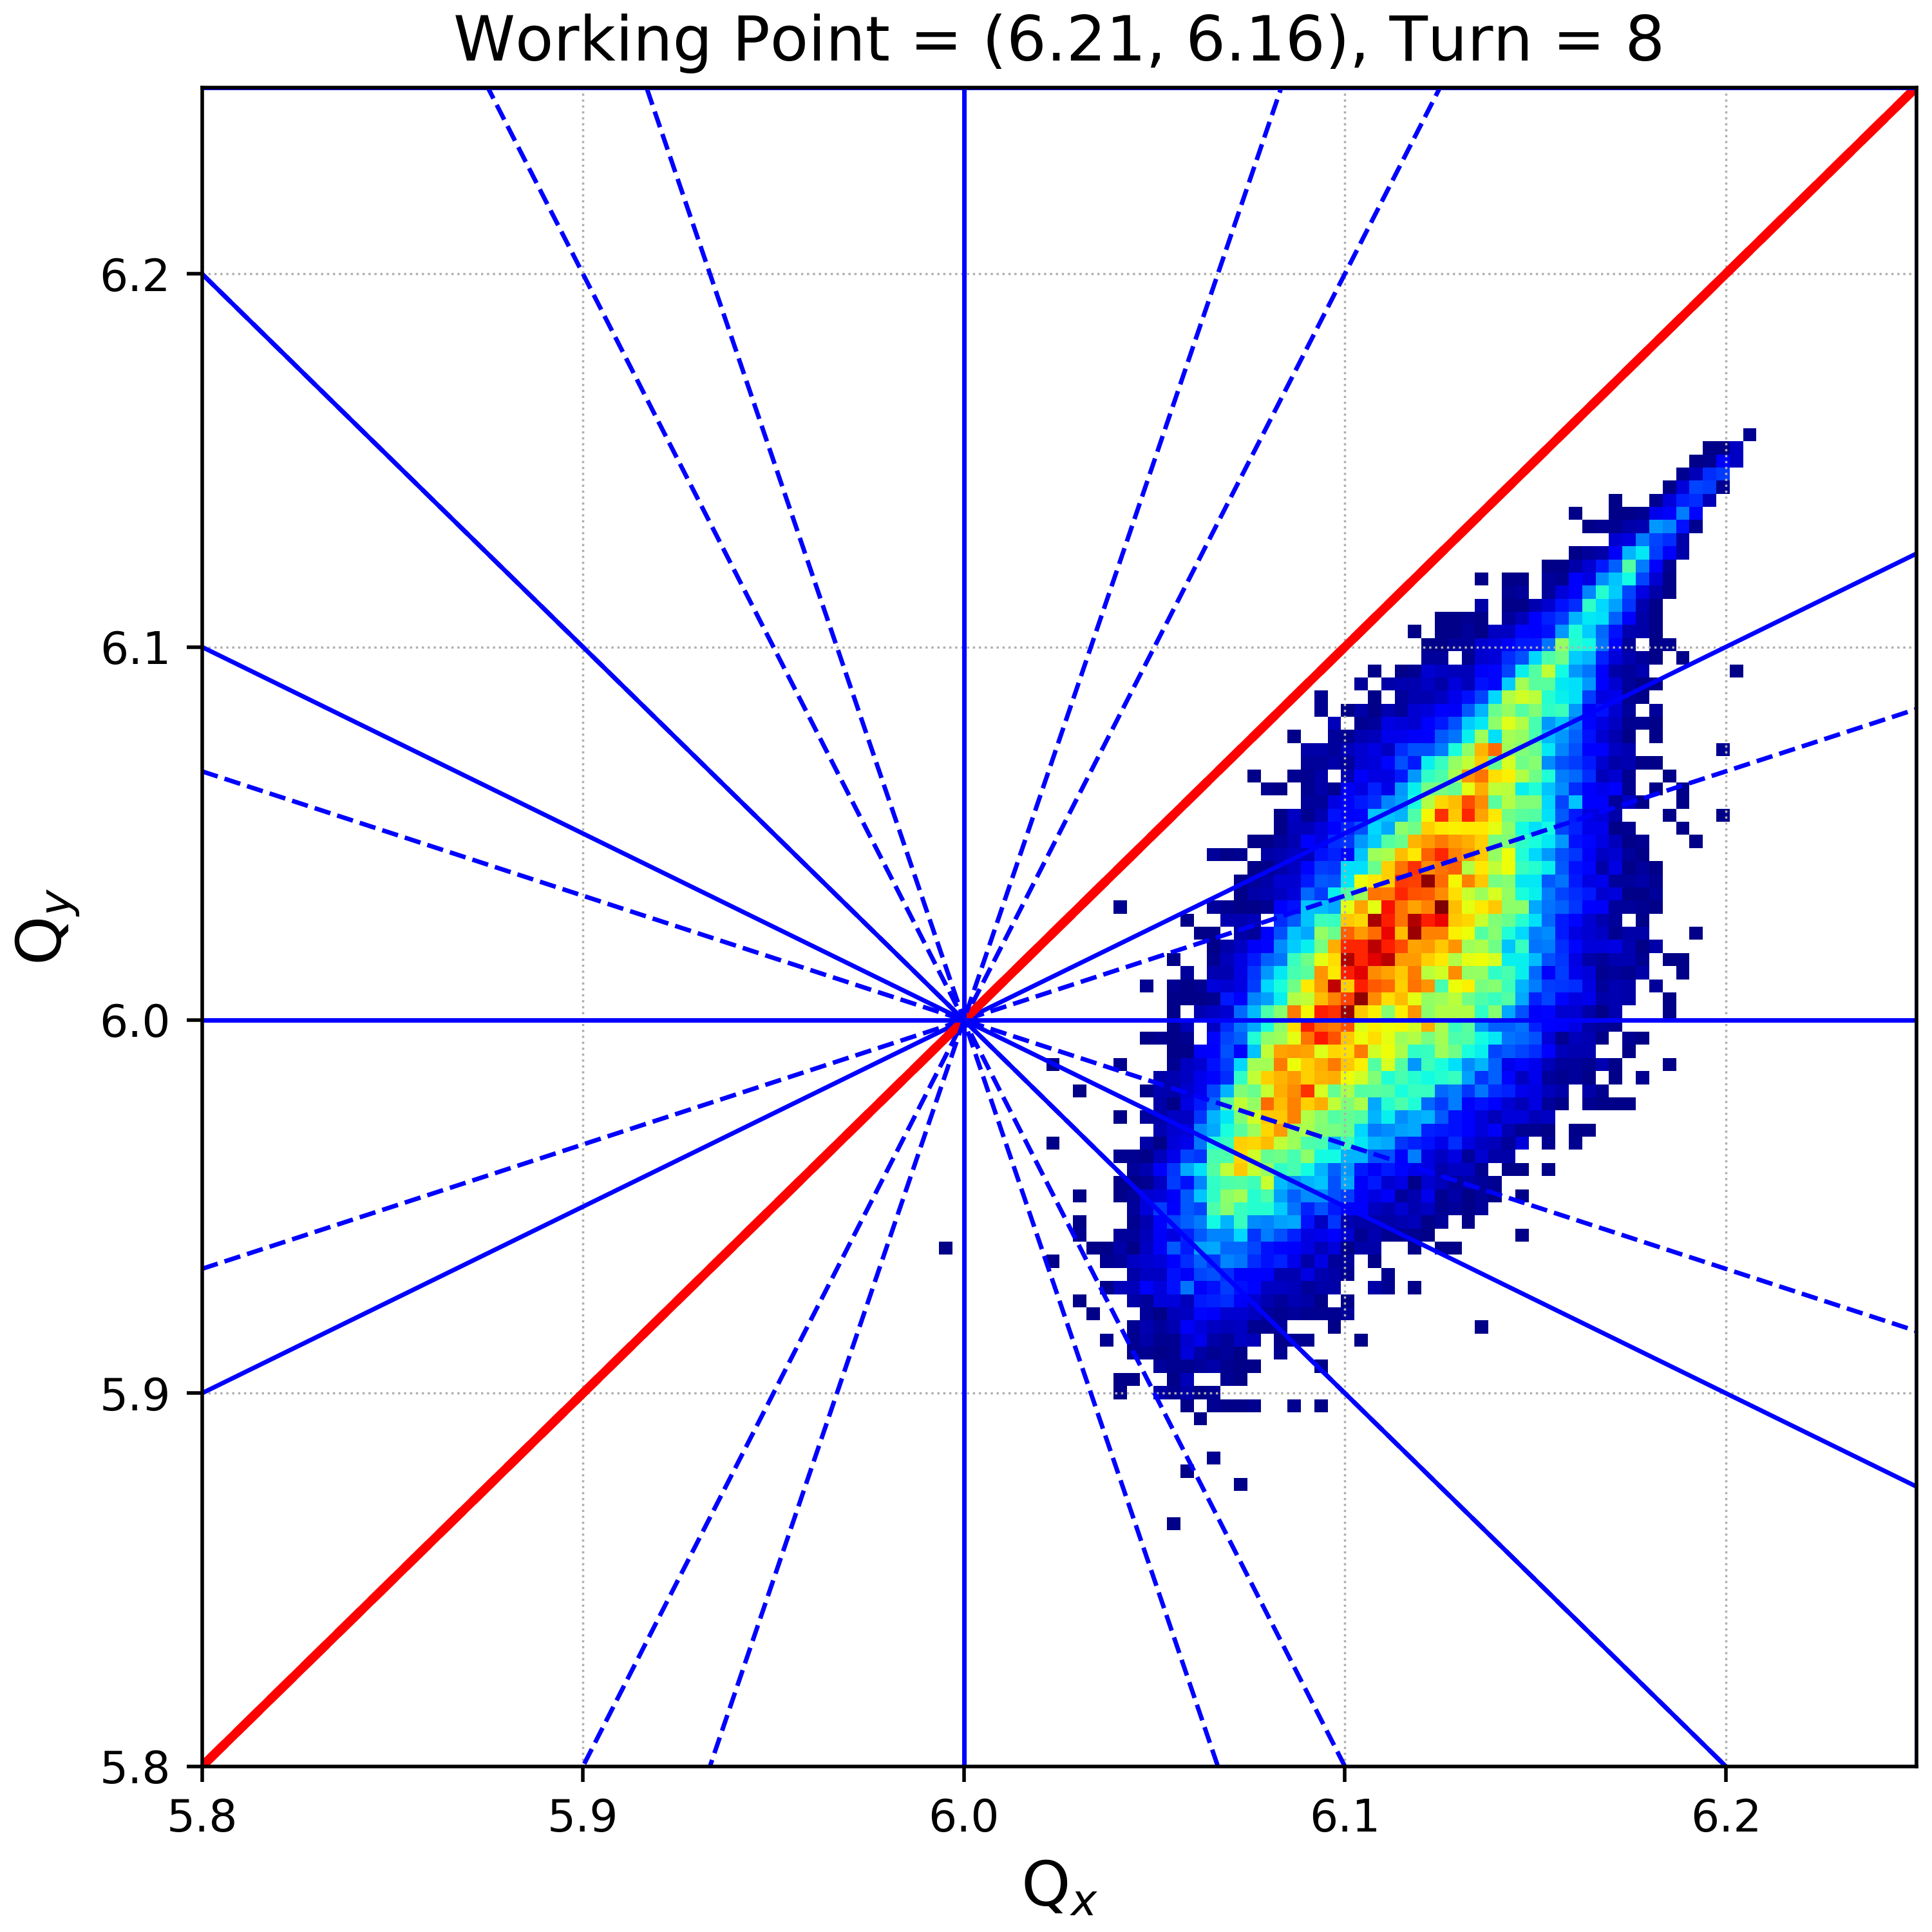 Working Point = (6.21, 6.16), Turn = 8
6.2
6.1
6.0
5.9
5.8
Qy
5.8 5.9 6.0 6.1 6.2
Qx